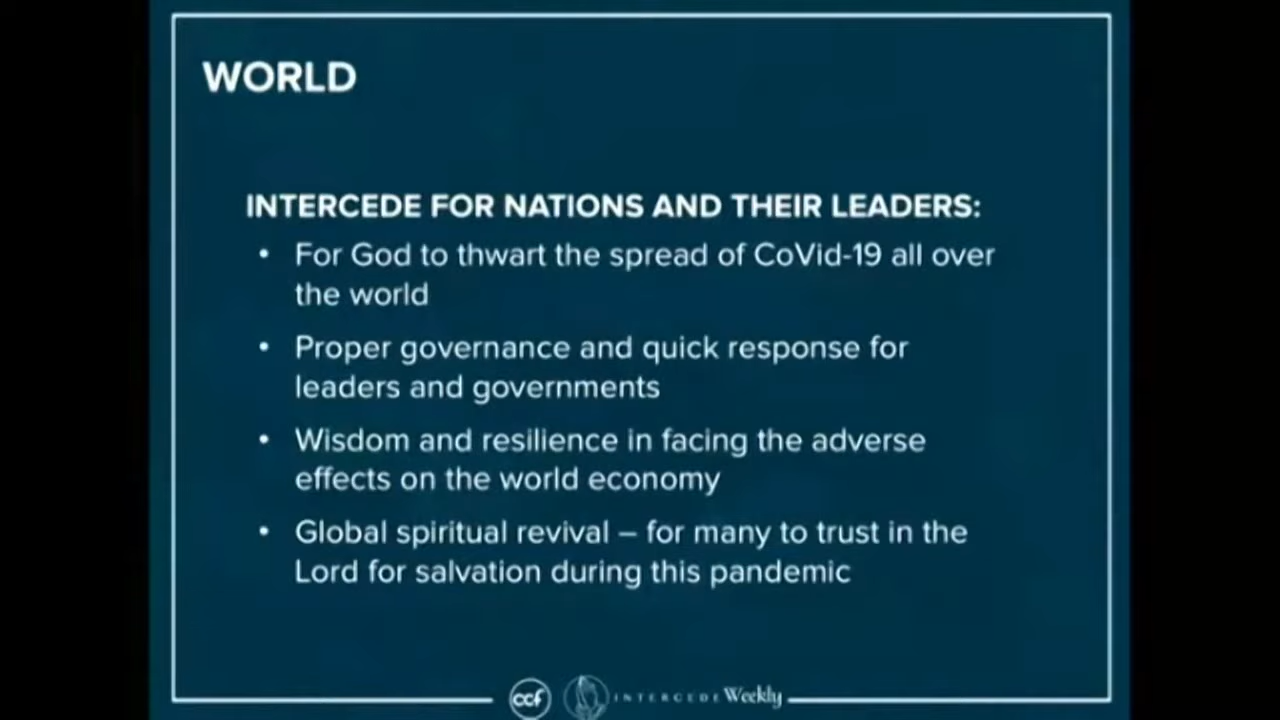 WORLD
INTERCEDE FOR NATIONS AND THEIR LEADERS:
• For God to thwart the spread of CoVid-19 all over
the world
• Proper governance and quick response for
leaders and governments
• Wisdom and resilience in facing the adverse
effects on the world economy
• Global spiritual revival – for many to trust in the
Lord for salvation during this pandemic
ccf INTERCEDE Weekly